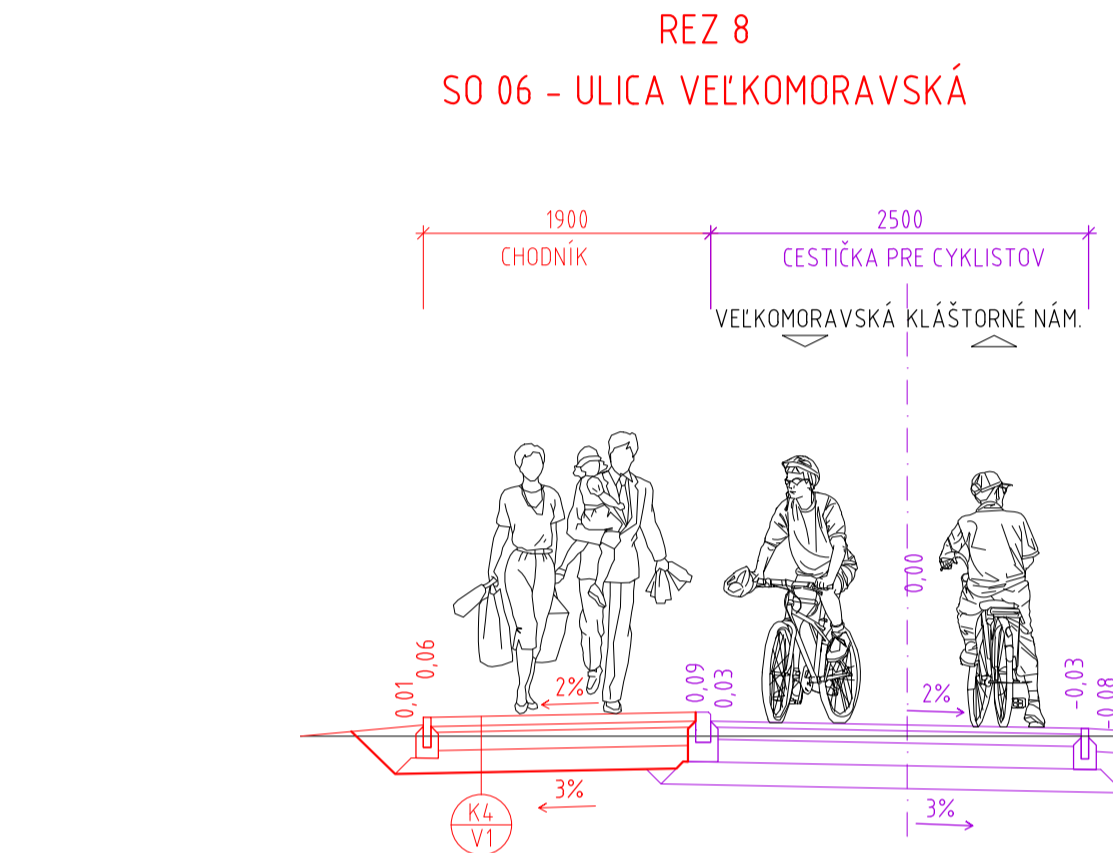 REZ 8
SO 06 - ULICA VEĽKOMORAVSKÁ
1900
2500
CHODNÍK
CESTIČKA PRE CYKLISTOV
VEĽKOMORAVSKÁ KLÁŠTORNÉ NÁM.
0,00
0,01
0,06
2%
0,09
0,03
2%
-0,03
-0,08
3%
3%
K4
V1